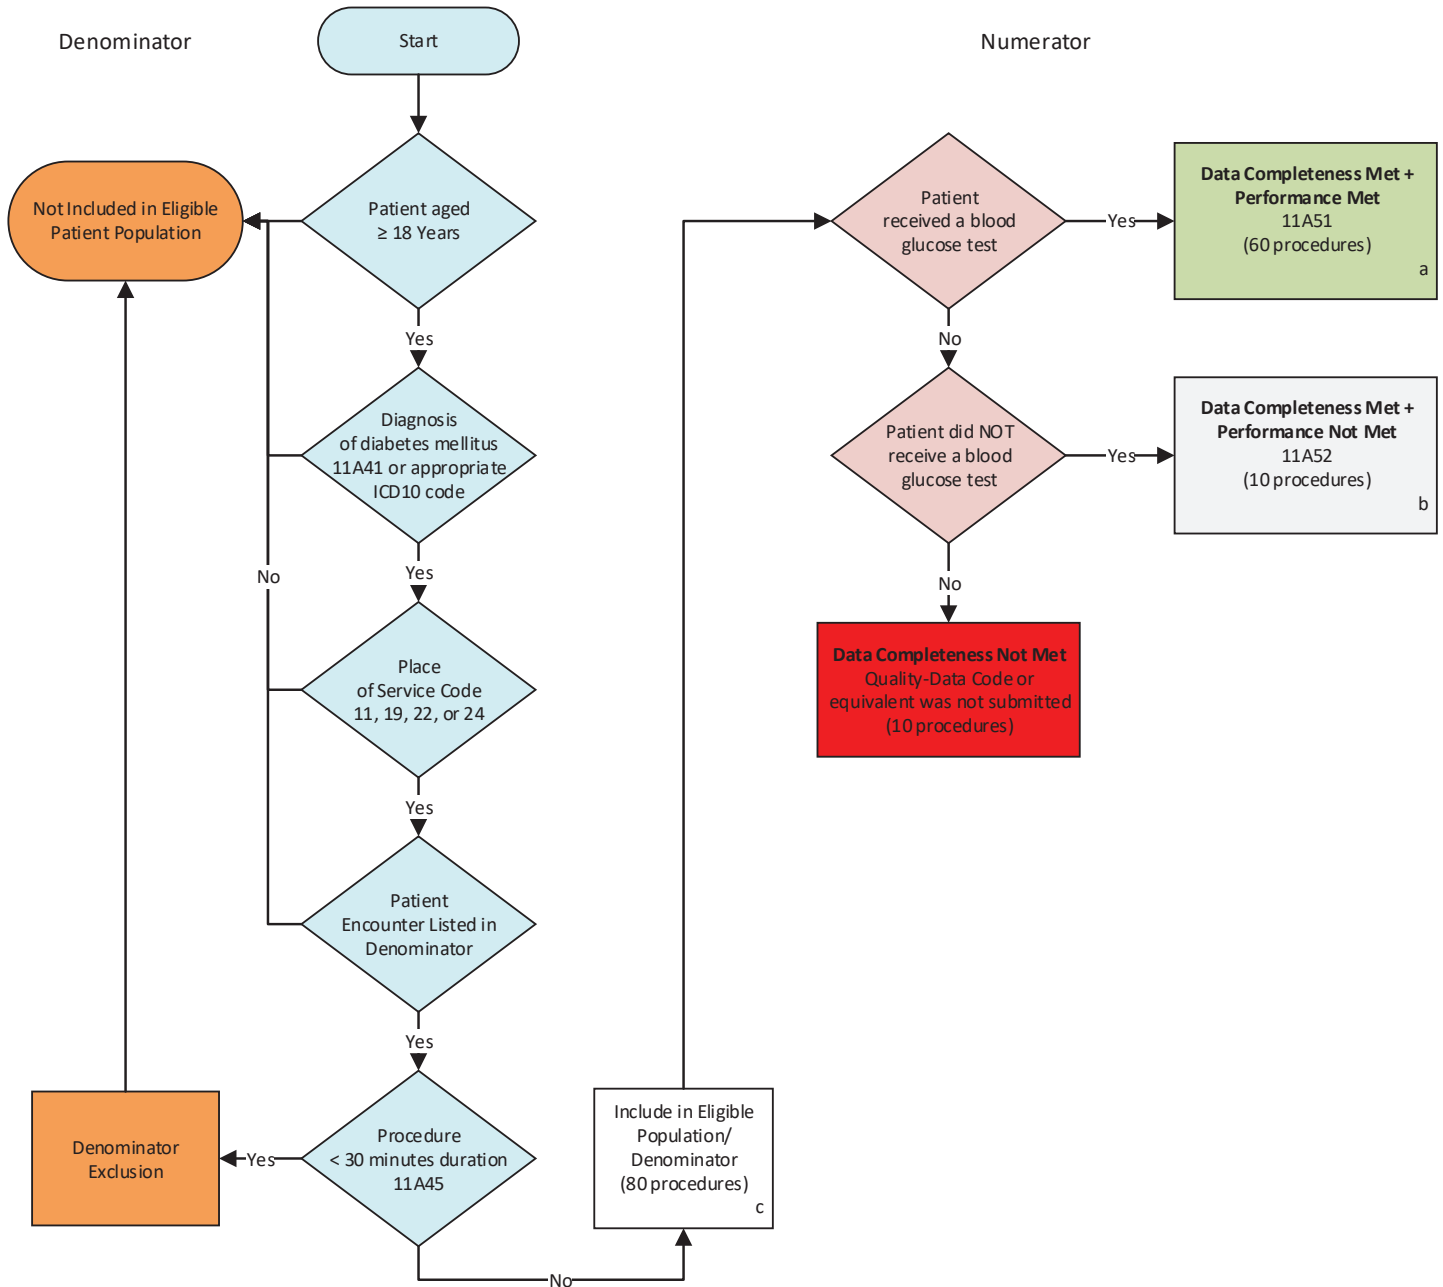 Denominator
Start
Numerator
Patient aged
≥ 18 Years
Not Included in Eligible
Patient Population
Yes
Diagnosis
of diabetes mellitus
11A41 or appropriate
ICD10 code
Yes
No
Place
of Service Code
11, 19, 22, or 24
Yes
Patient
Encounter Listed in
Denominator
Yes
Procedure
< 30 minutes duration
11A45
Yes
Denominator
Exclusion
No
Include in Eligible
Population/
Denominator
(80 procedures)
c
Patient
received a blood
glucose test
Yes
Data Completeness Met +
Performance Met
11A51
(60 procedures)
a
No
Patient did NOT
receive a blood
glucose test
Yes
Data Completeness Met +
Performance Not Met
11A52
(10 procedures)
b
No
Data Completeness Not Met
Quality-Data Code or
equivalent was not submitted
(10 procedures)